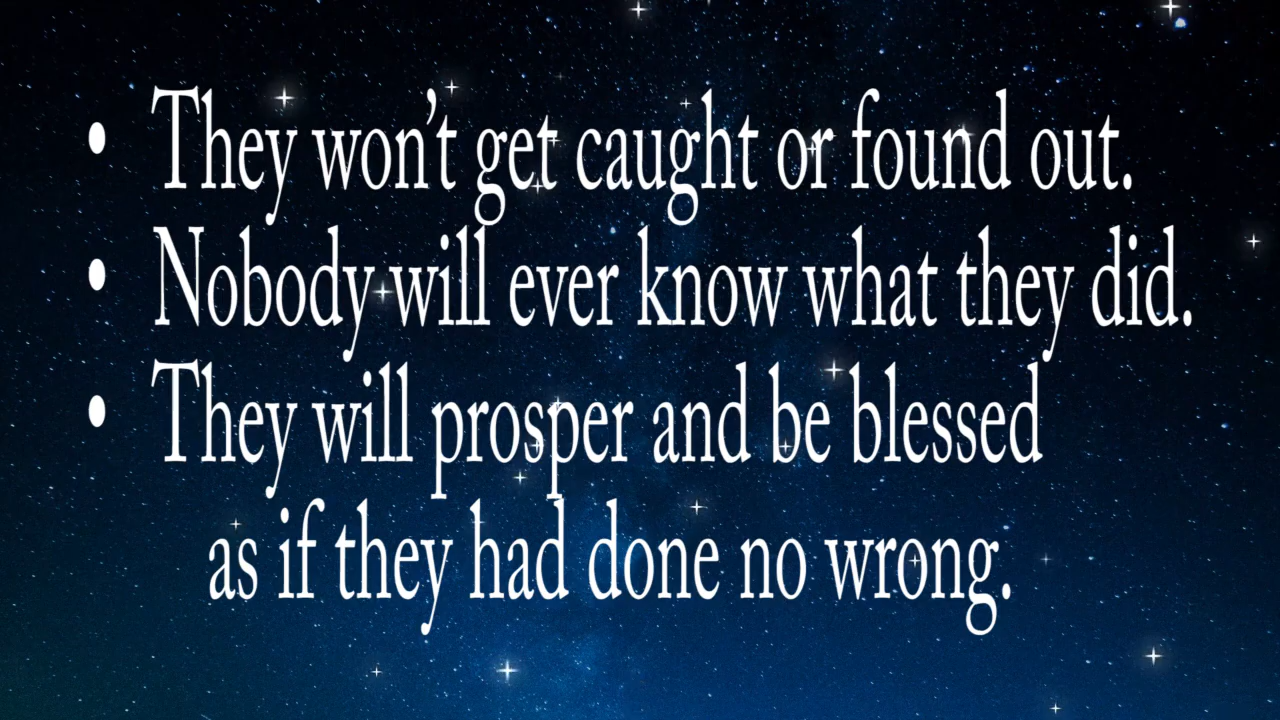 • They won’t get caught or found out.
• Nobody will ever know what they did.
• They will prosper and be blessed
as if they had done no wrong.